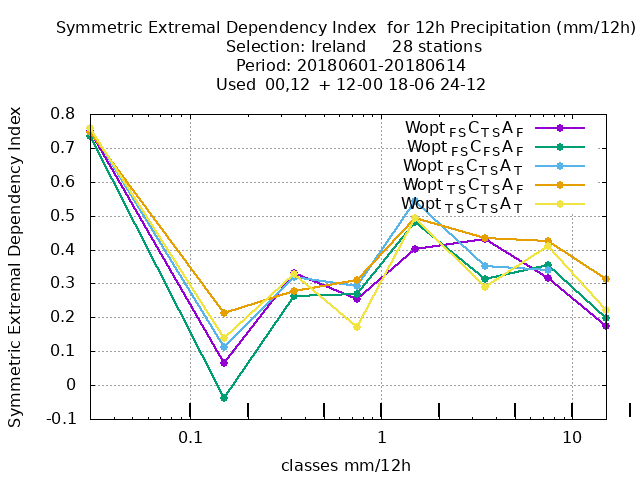 Symmetric Extremal Dependency Index  for 12h Precipitation (mm/12h)
Selection: Ireland     28 stations
Period: 20180601-20180614
Used  00,12  + 12-00 18-06 24-12
Symmetric Extremal Dependency Index
0.8
0.7
0.6
0.5
0.4
0.3
0.2
0.1
0
-0.1
Wopt FS C TS A F
Wopt FS C FS A F
Wopt FS C TS A T
Wopt TS C TS A F
Wopt TS C TS A T
0.1 1 10
classes mm/12h